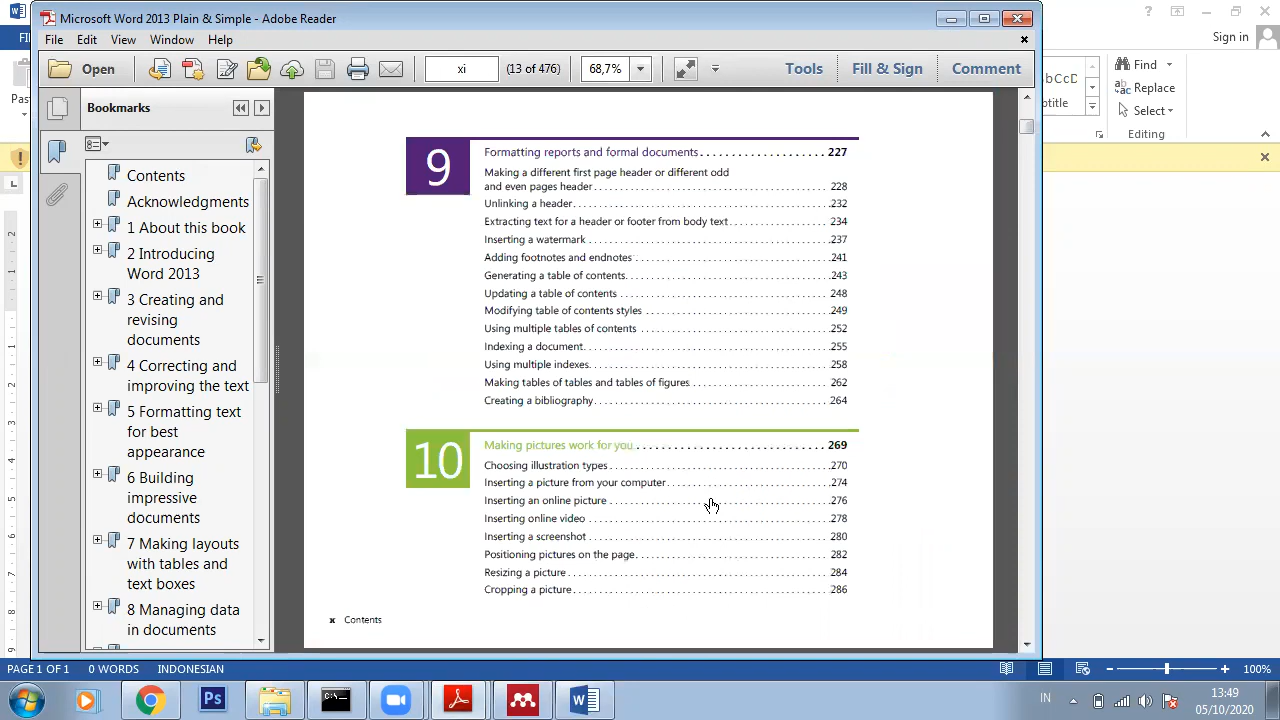 Microsoft Word 2013 Plain & Simple - Adobe Reader
Sign in
File Edit View Window Help
Open
xi
(13 of 476)
68,7%
Tools
Fill & Sign
Comment
Find
Replace
Select
Editing
Bookmarks
Contents
Acknowledgments
1 About this book
2 Introducing
Word 2013
3 Creating and
revising
documents
4 Correcting and
improving the text
5 Formatting text
for best
appearance
6 Building
impressive
documents
7 Making layouts
with tables and
text boxes
8 Managing data
in documents
9
Formatting reports and formal documents 227
Making a different first page header or different odd
and even pages header 228
Unlinking a header 232
Extracting text for a header or footer from body text 234
Inserting a watermark 237
Adding footnotes and endnotes 241
Generating a table of contents 243
Updating a table of contents 248
Modifying table of contents styles 249
Using multiple tables of contents 252
Indexing a document 255
Using multiple indexes 258
Making tables of tables and tables of figures 262
Creating a bibliography 264
10
Making pictures work for you 269
Choosing illustration types 270
Inserting a picture from your computer 274
Inserting an online picture 276
Inserting online video 278
Inserting a screenshot 280
Positioning pictures on the page 282
Resizing a picture 284
Cropping a picture 286
x Contents
PAGE 1 OF 1
0 WORDS
INDONESIAN
100%
IN
13:49
05/10/2020